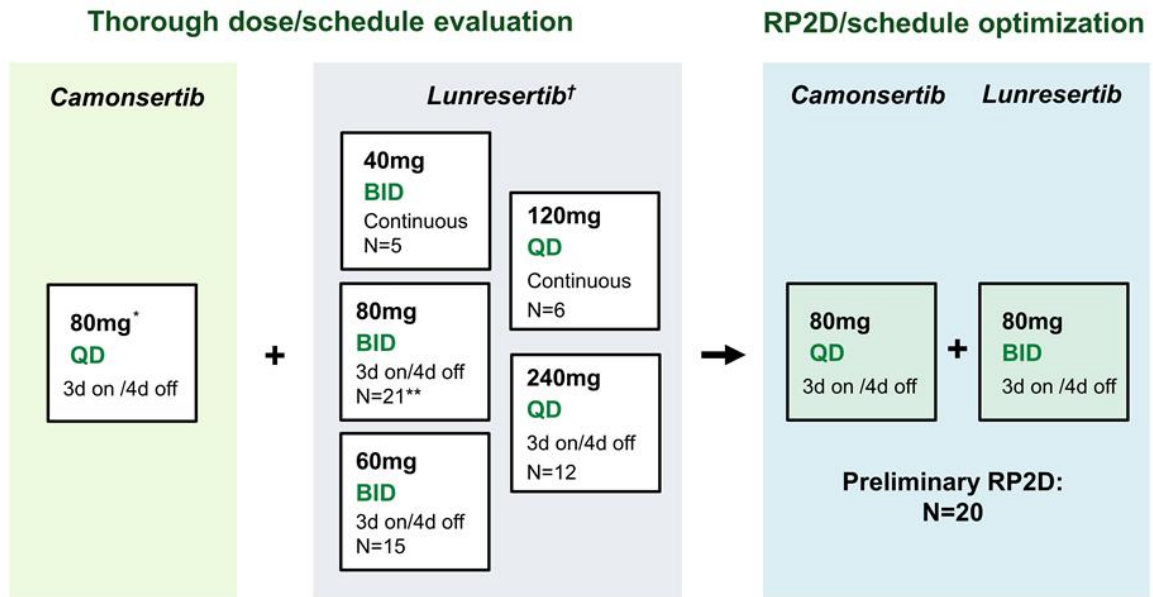 Thorough dose/schedule evaluation
RP2D/schedule optimization
Camonsertib
Lunresertib†
Camonsertib
Lunresertib
80mg*
QD
3d on /4d off
+
40mg
BID
Continuous
N=5
80mg
BID
3d on/4d off
N=21**
60mg
BID
3d on/4d off
N=15
120mg
QD
Continuous
N=6
240mg
QD
3d on/4d off
N=12
80mg
QD
3d on /4d off
+
80mg
BID
3d on /4d off
Preliminary RP2D:
N=20